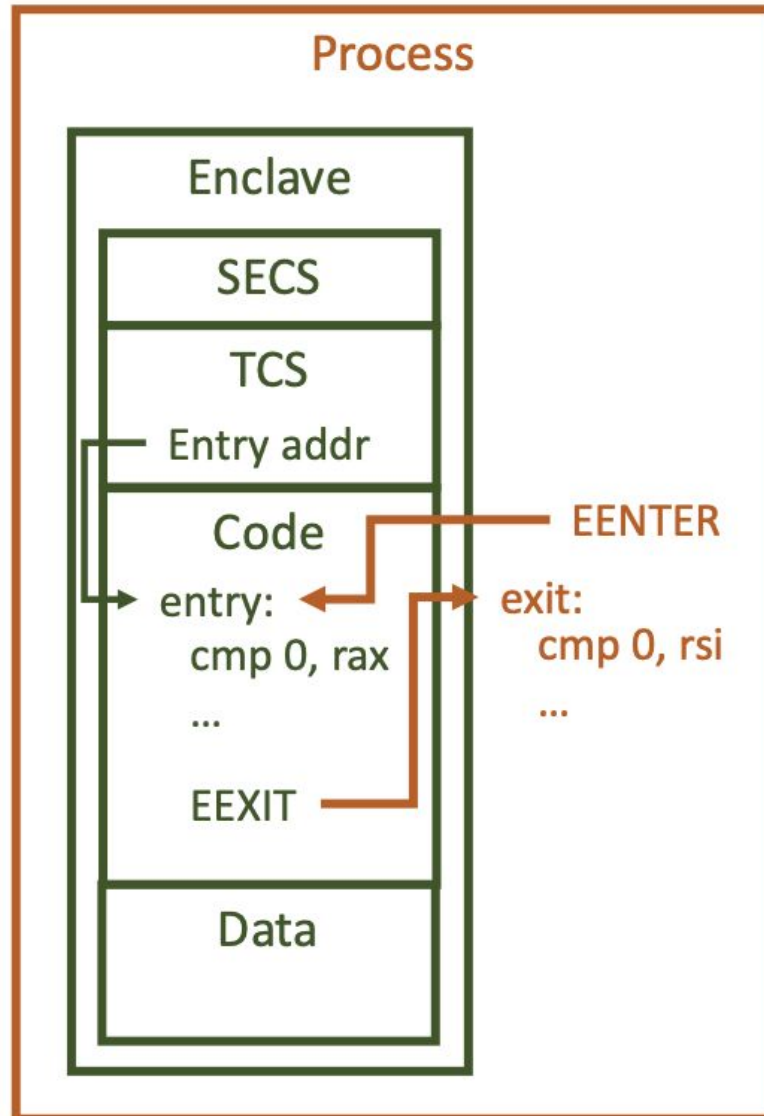 Process
Enclave
SECS
TCS
Entry addr
Code
EENTER
entry:
exit:
cmp 0, rax
cmp 0, rsi
...
...
EEXIT
Data